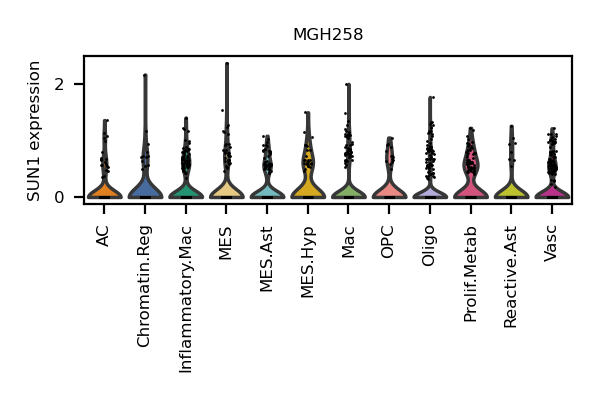 MGH258
SUN1 expression
2
0
AC
Chromatin.Reg
Inflammatory.Mac
MES
MES.Ast
MES.Hyp
Mac
OPC
Oligo
Prolif.Metab
Reactive.Ast
Vasc